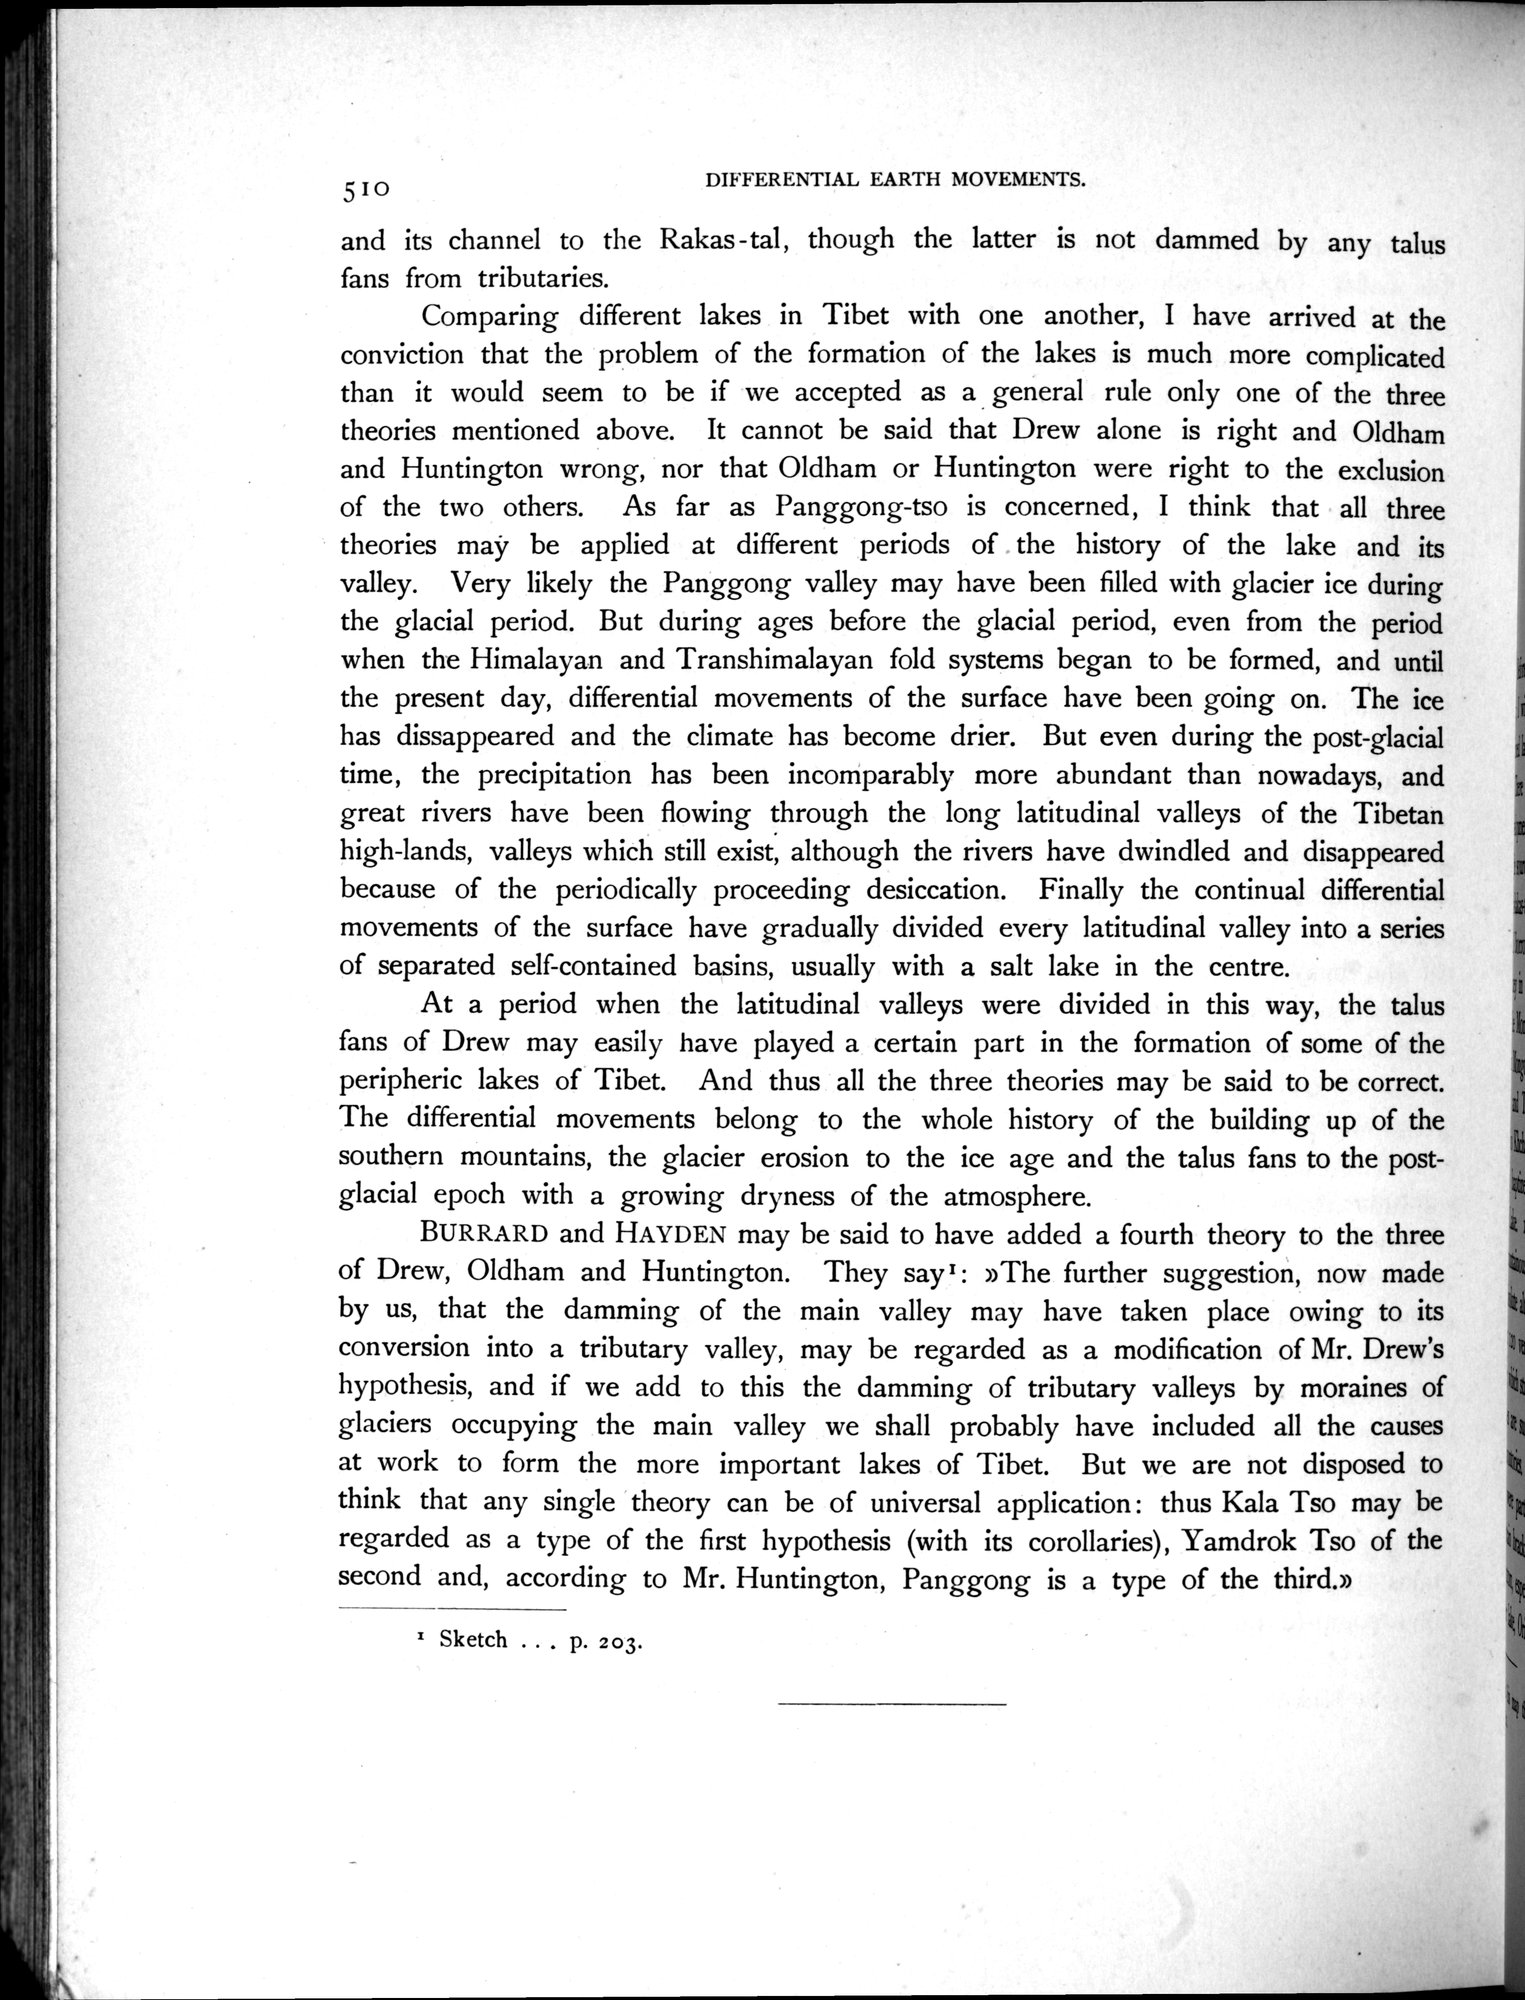 510
DIFFERENTIAL EARTH MOVEMENTS.
and its channel to the Rakas-tal, though the latter is not dammed by any talus
fans from tributaries.
Comparing different lakes in Tibet with one another, I have arrived at the
conviction that the problem of the formation of the lakes is much more complicated
than it would seem to be if we accepted as a general rule only one of the three
theories mentioned above. It cannot be said that Drew alone is right and Oldham
and Huntington wrong, nor that Oldham or Huntington were right to the exclusion
of the two others. As far as Panggong-tso is concerned, I think that all three
theories may be applied at different periods of the history of the lake and its
valley. Very likely the Panggong valley may have been filled with glacier ice during
the glacial period. But during ages before the glacial period, even from the period
when the Himalayan and Transhimalayan fold systems began to be formed, and until
the present day, differential movements of the surface have been going on. The ice
has dissappeared and the climate has become drier. But even during the post-glacial
time, the precipitation has been incomparably more abundant than nowadays, and
great rivers have been flowing through the long latitudinal valleys of the Tibetan
high-lands, valleys which still exist, although the rivers have dwindled and disappeared
because of the periodically proceeding desiccation. Finally the continual differential
movements of the surface have gradually divided every latitudinal valley into a series
of separated self-contained basins, usually with a salt lake in the centre.
At a period when the latitudinal valleys were divided in this way, the talus
fans of Drew may easily have played a certain part in the formation of some of the
peripheric lakes of Tibet. And thus all the three theories may be said to be correct.
The differential movements belong to the whole history of the building up of the
southern mountains, the glacier erosion to the ice age and the talus fans to the post-
glacial epoch with a growing dryness of the atmosphere.
BURRARD and HAYDEN may be said to have added a fourth theory to the three
of Drew, Oldham and Huntington. They say¹: »The further suggestion, now made
by us, that the damming of the main valley may have taken place owing to its
conversion into a tributary valley, may be regarded as a modification of Mr. Drew's
hypothesis, and if we add to this the damming of tributary valleys by moraines of
glaciers occupying the main valley we shall probably have included all the causes
at work to form the more important lakes of Tibet. But we are not disposed to
think that any single theory can be of universal application: thus Kala Tso may be
regarded as a type of the first hypothesis (with its corollaries), Yamdrok Tso of the
second and, according to Mr. Huntington, Panggong is a type of the third.»
¹ Sketch . . . p. 203.